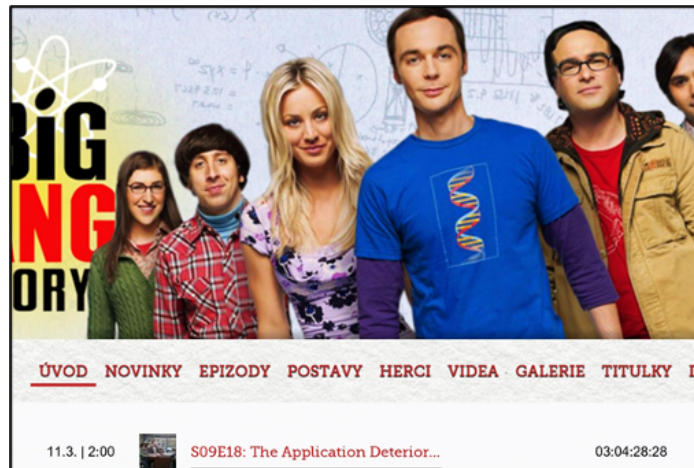 BiG
ANG
ORY
ÚVOD NOVINKY EPIZODY POSTAVY HERCI VIDEA GALERIE TITULKY
11.3. | 2:00 S09E18: The Application Deterior... 03:04:28:28